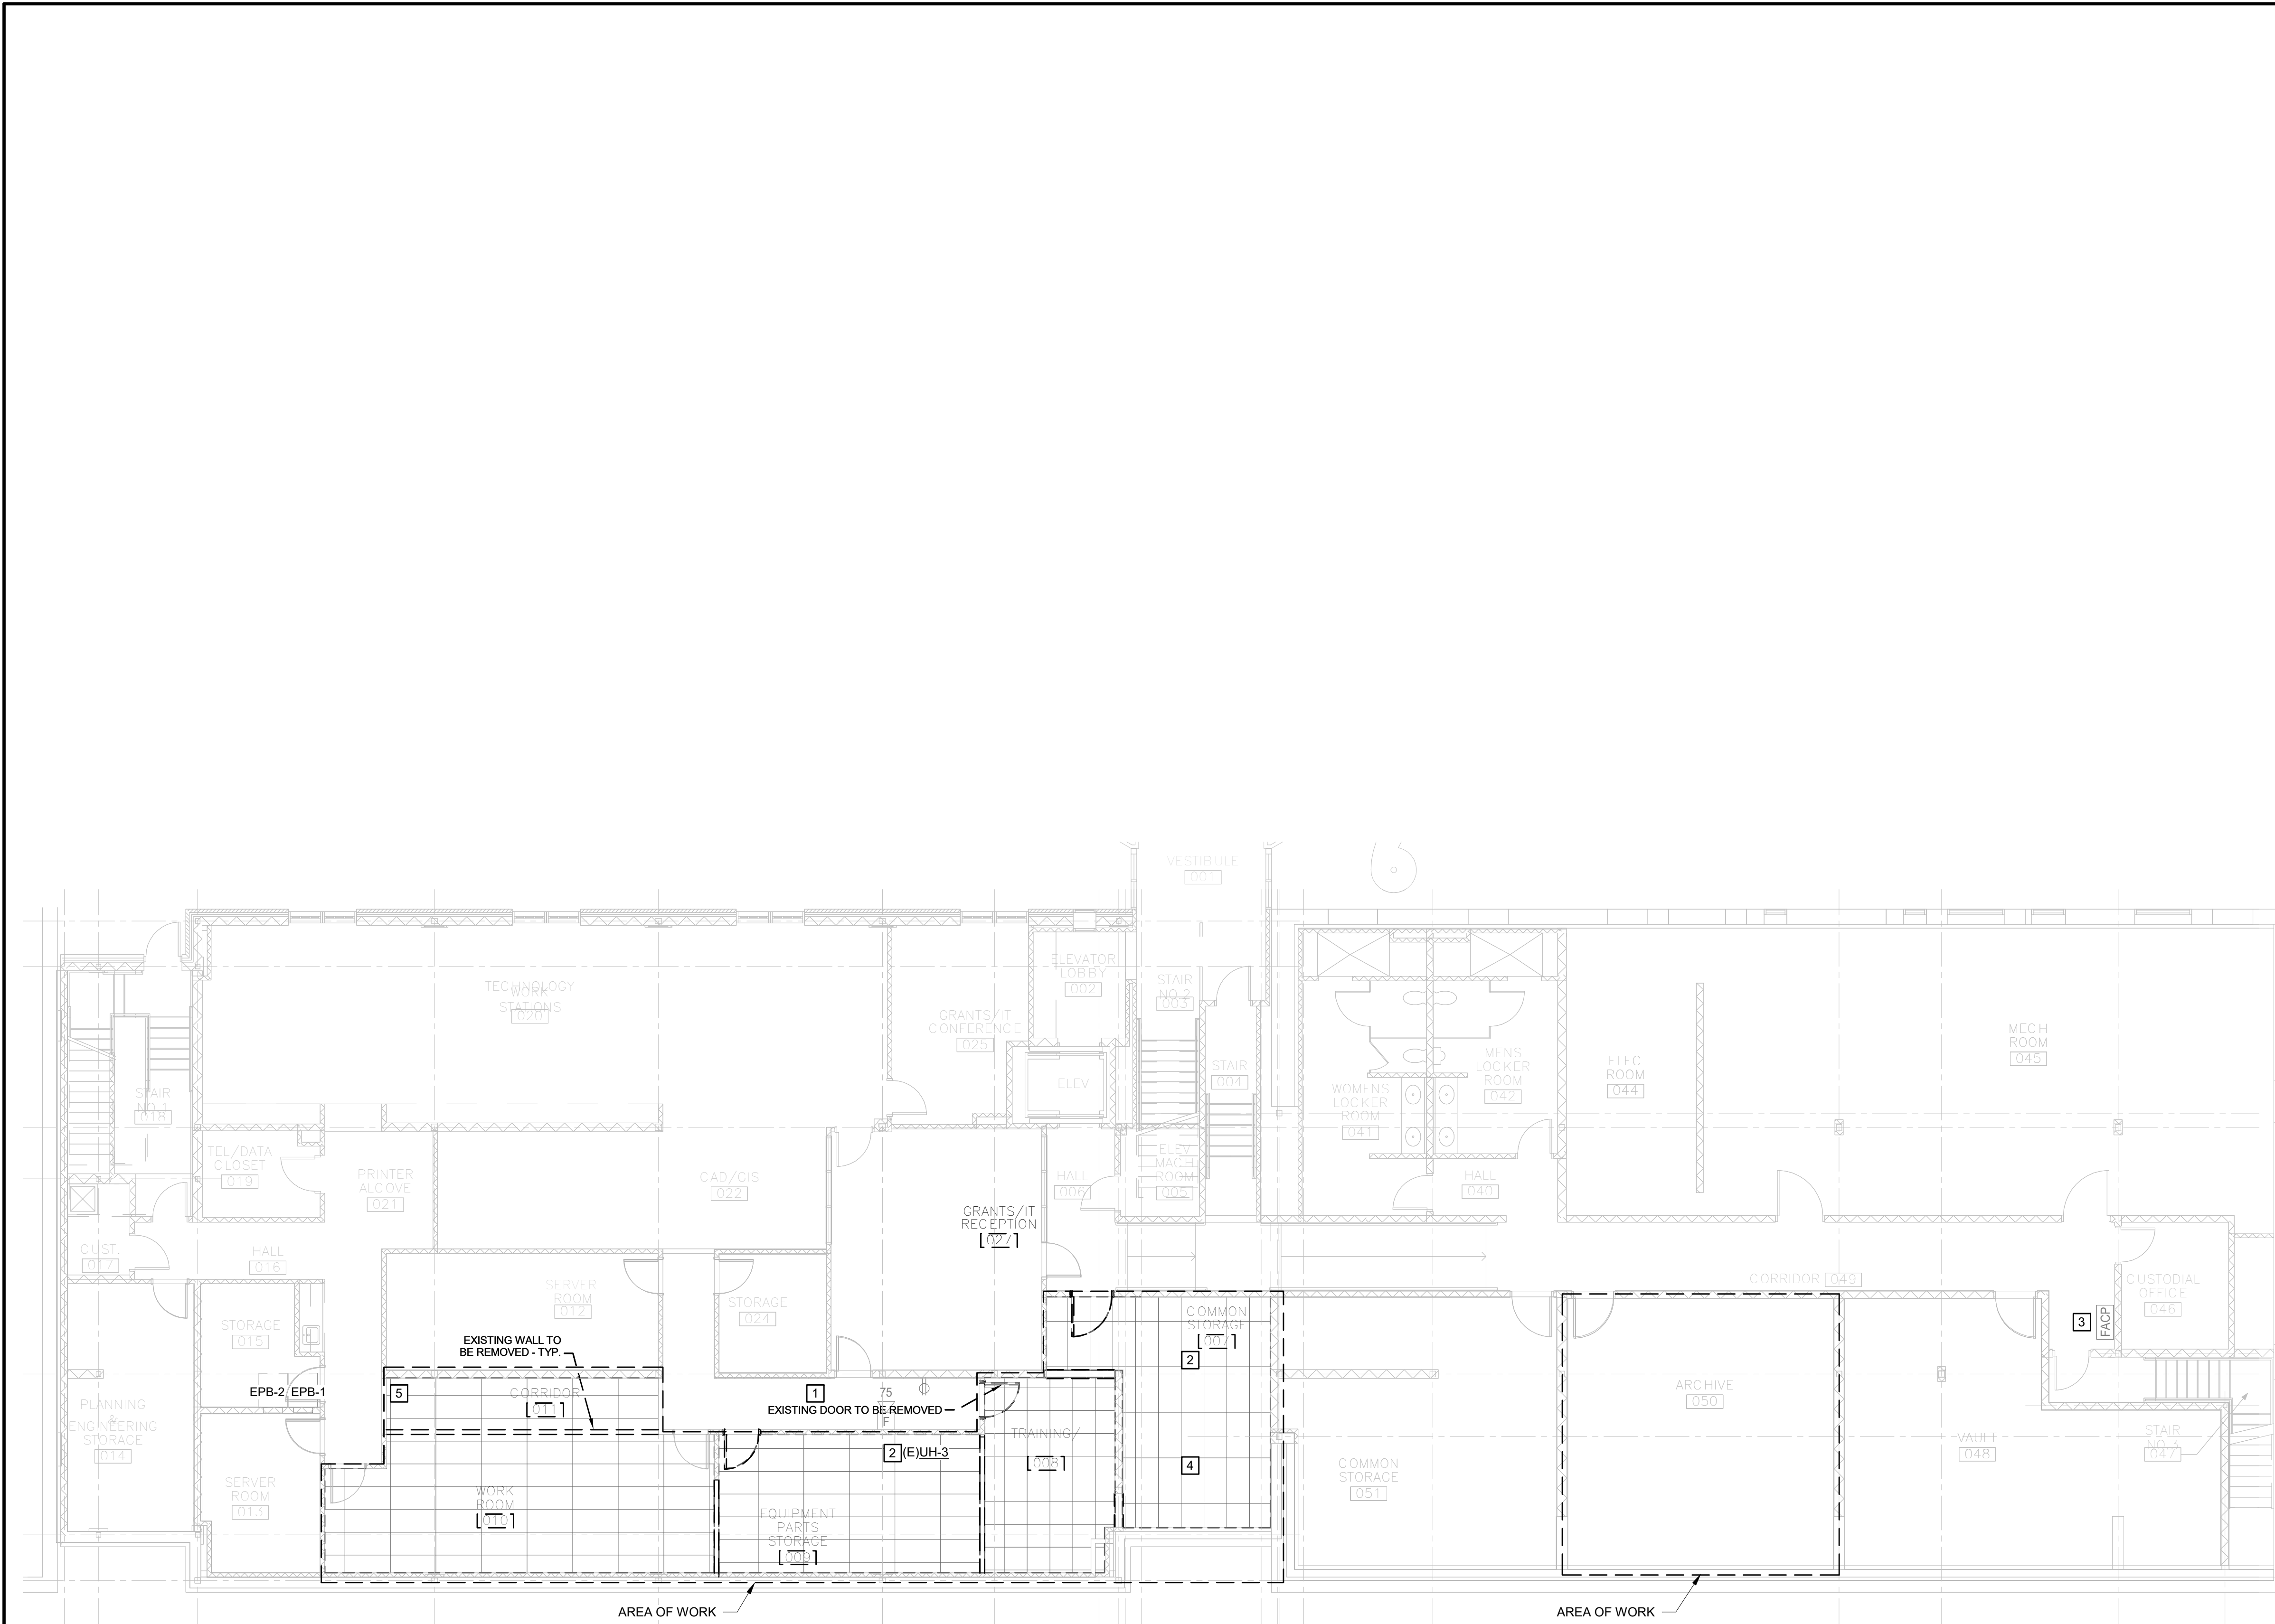 VESTIBULE
001
6
TECHNOLOGY
WORK
STATIONS
020
ELEVATOR
LOBBY
002
STAIR
NO.2
003
GRANTS/IT
CONFERENCE
025
MECH
ROOM
045
ELEC
ROOM
044
MENS
LOCKER
ROOM
042
STAIR
004
ELEV
WOMENS
LOCKER
ROOM
041
STAIR
NO.1
018
TEL/DATA
CLOSET
019
PRINTER
ALCOVE
021
CAD/GIS
022
HALL
006
ELEV
MACH
ROOM
005
HALL
040
GRANTS/IT
RECEPTION
027
CUST.
017
HALL
016
SERVER
ROOM
012
STORAGE
024
CORRIDOR 049
CUSTODIAL
OFFICE
046
COMMON
STORAGE
007
STORAGE
015
3
FACP
EXISTING WALL TO
BE REMOVED - TYP.
2
EPB-2 EPB-1
5
CORRIDOR
011
1
75
F
EXISTING DOOR TO BE REMOVED
ARCHIVE
050
PLANNING
&
ENGINEERING
STORAGE
014
TRAINING/
008
2 (E)UH-3
4
VAULT
048
STAIR
NO.3
047
COMMON
STORAGE
051
SERVER
ROOM
013
WORK
ROOM
010
EQUIPMENT
PARTS
STORAGE
009
AREA OF WORK
AREA OF WORK